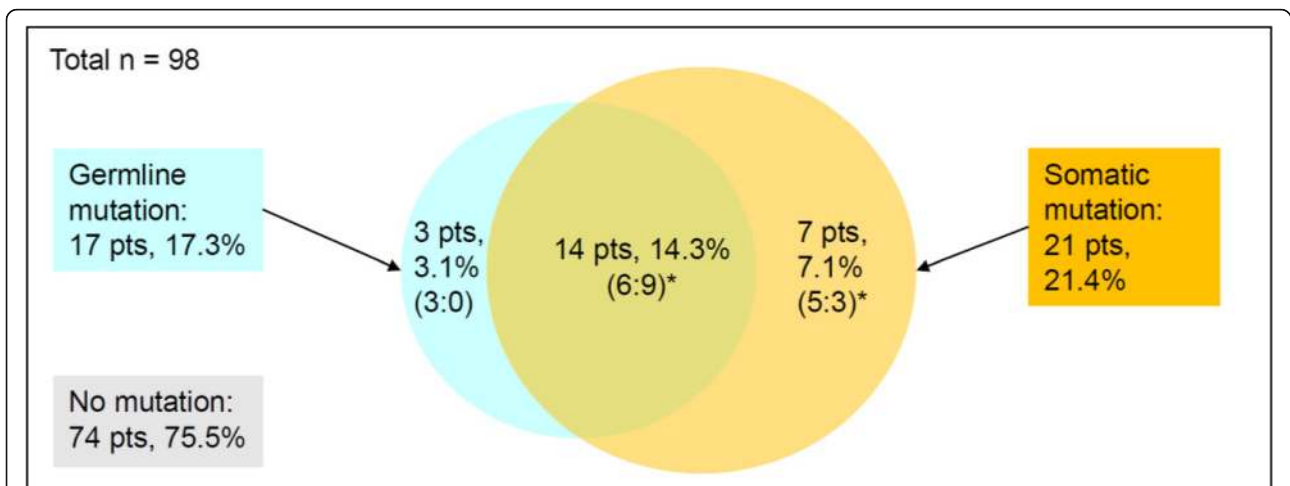 Total n = 98
Germline
mutation:
17 pts, 17.3%
3 pts,
3.1%
(3:0)
14 pts, 14.3%
(6:9)*
7 pts,
7.1%
(5:3)*
Somatic
mutation:
21 pts,
21.4%
No mutation:
74 pts, 75.5%